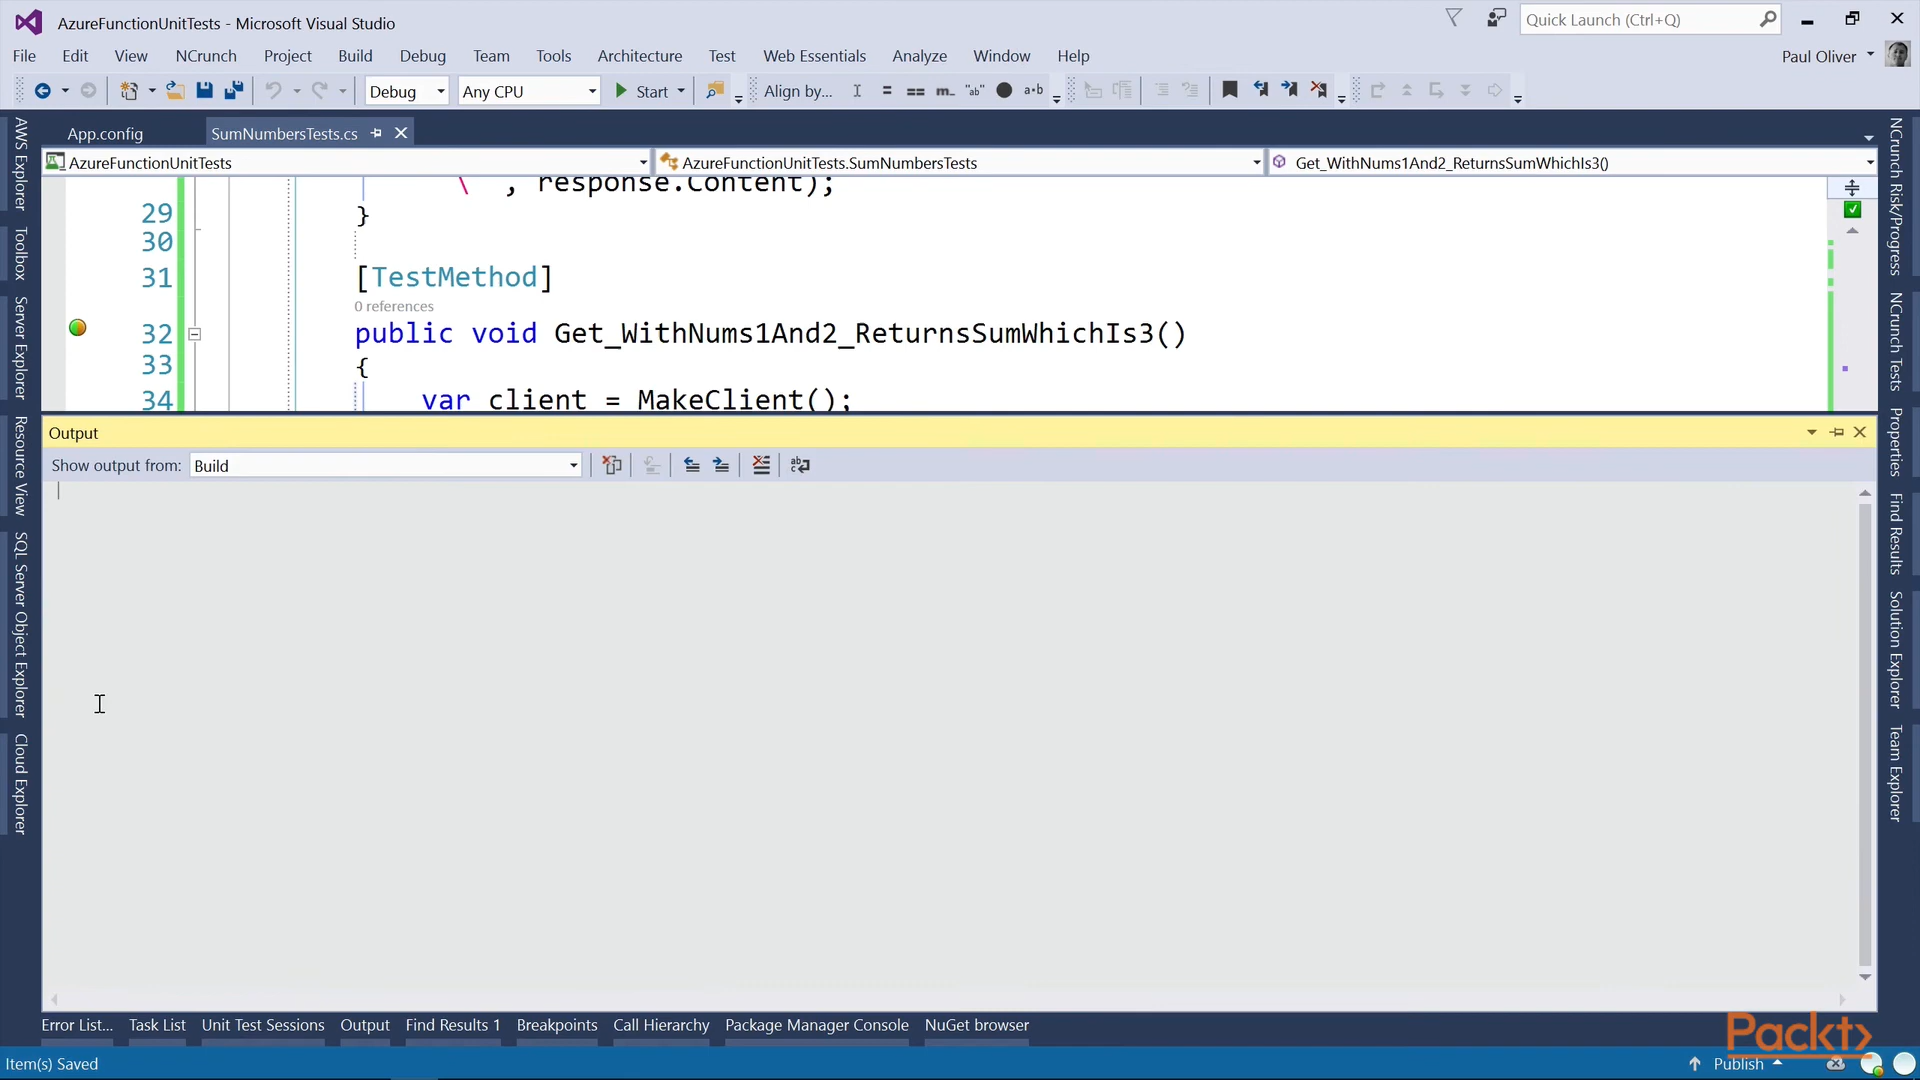 AzureFunctionUnitTests - Microsoft Visual Studio
Quick Launch (Ctrl+Q)
File Edit View NCrunch Project Build Debug Team Tools Architecture Test Web Essentials Analyze Window Help
Paul Oliver
Debug Any CPU Start Align by...
App.config SumNumbersTests.cs
AzureFunctionUnitTests AzureFunctionUnitTests.SumNumbersTests Get_WithNums1And2_ReturnsSumWhichIs3()
, response.Content);
29 }
30
31 [TestMethod]
0 references
32 public void Get_WithNums1And2_ReturnsSumWhichIs3()
33 {
34 var client = MakeClient();
Output
Show output from: Build
AWS Explorer
Toolbox
Server Explorer
Resource View
SQL Server Object Explorer
Cloud Explorer
NCrunch Risk/Progress
NCrunch Tests
Properties
Find Results
Solution Explorer
Team Explorer
Error List... Task List Unit Test Sessions Output Find Results 1 Breakpoints Call Hierarchy Package Manager Console NuGet browser
Packt>
Item(s) Saved
Publish